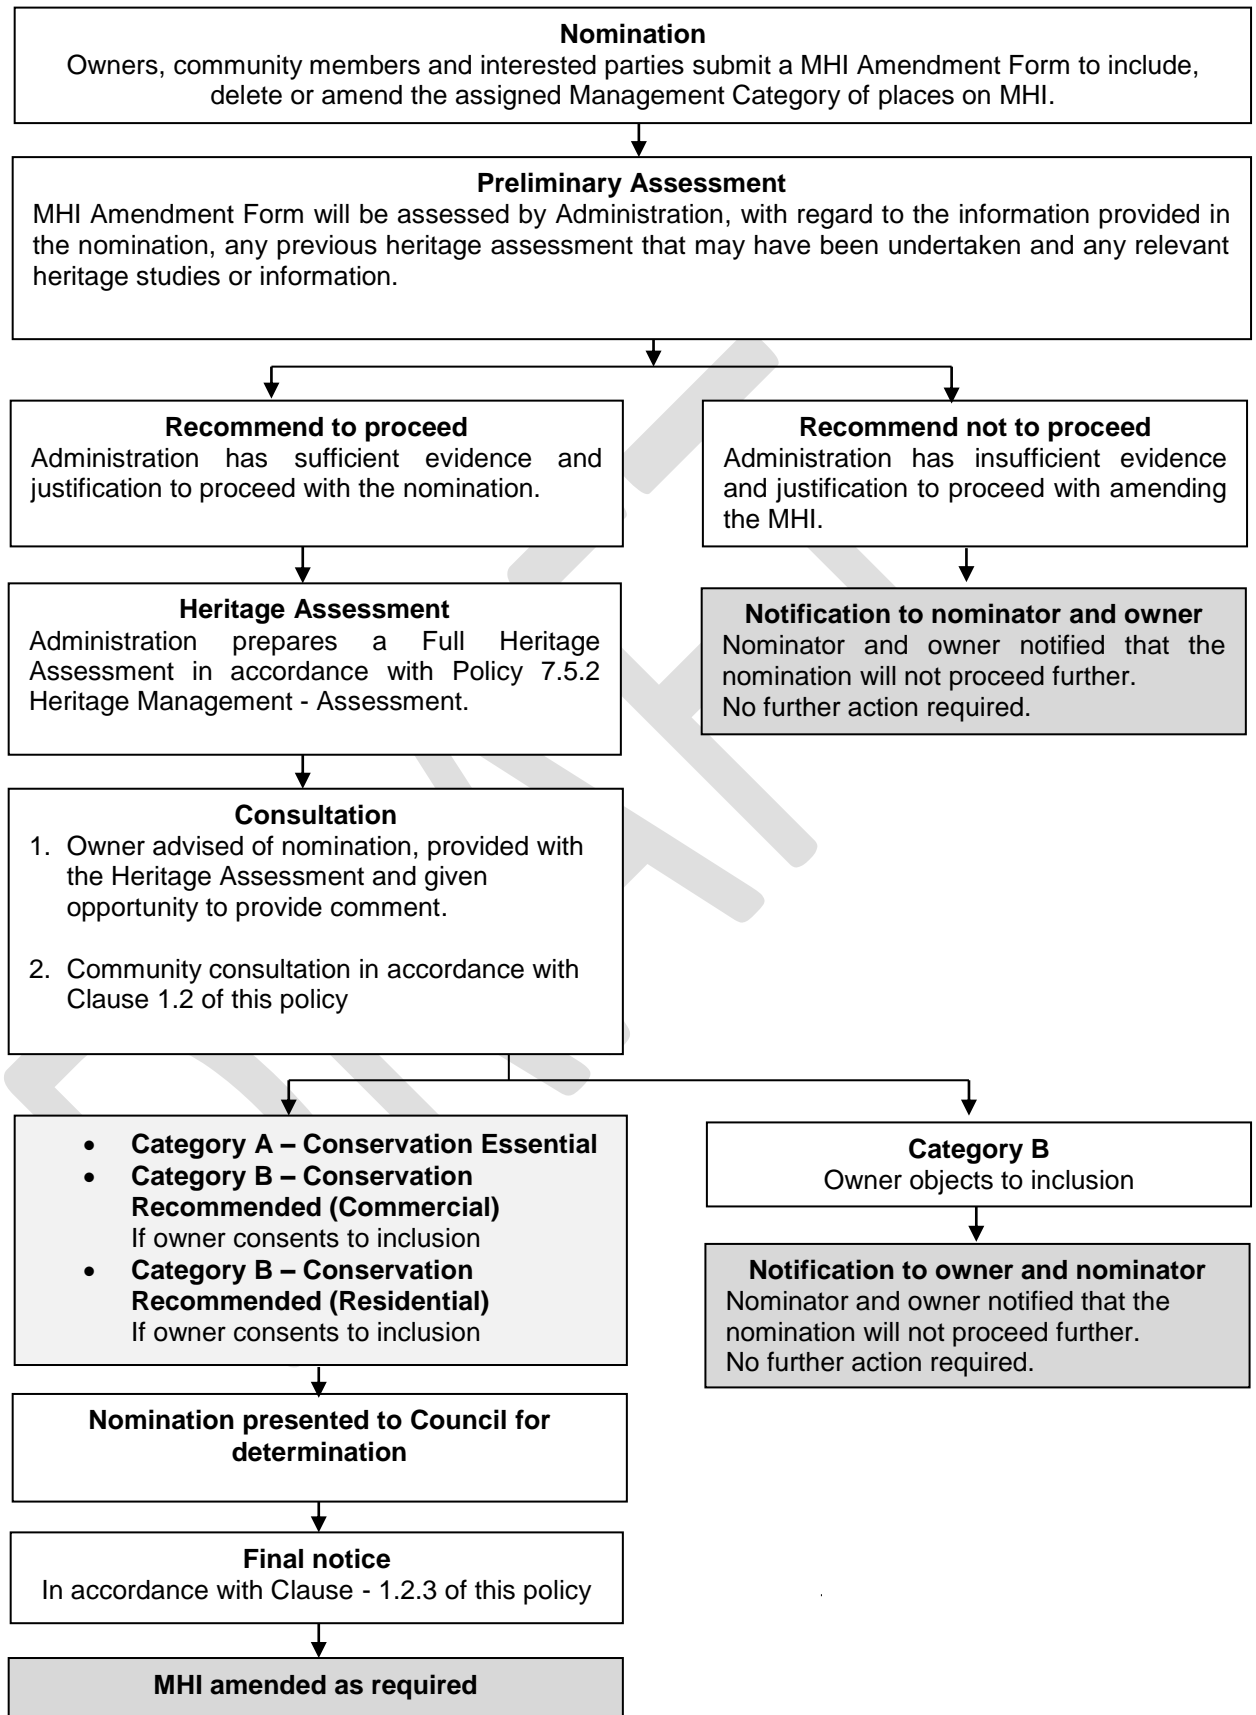 Nomination
Owners, community members and interested parties submit a MHI Amendment Form to include,
delete or amend the assigned Management Category of places on MHI.
Preliminary Assessment
MHI Amendment Form will be assessed by Administration, with regard to the information provided in
the nomination, any previous heritage assessment that may have been undertaken and any relevant
heritage studies or information.
Recommend to proceed
Administration has sufficient evidence and
justification to proceed with the nomination.
Recommend not to proceed
Administration has insufficient evidence
and justification to proceed with amending
the MHI.
Heritage Assessment
Administration prepares a Full Heritage
Assessment in accordance with Policy 7.5.2
Heritage Management - Assessment.
Notification to nominator and owner
Nominator and owner notified that the
nomination will not proceed further.
No further action required.
Consultation
1. Owner advised of nomination, provided with
the Heritage Assessment and given
opportunity to provide comment.
2. Community consultation in accordance with
Clause 1.2 of this policy
• Category A – Conservation Essential
• Category B – Conservation
Recommended (Commercial)
If owner consents to inclusion
• Category B – Conservation
Recommended (Residential)
If owner consents to inclusion
Category B
Owner objects to inclusion
Notification to owner and nominator
Nominator and owner notified that the
nomination will not proceed further.
No further action required.
Nomination presented to Council for
determination
Final notice
In accordance with Clause - 1.2.3 of this policy
MHI amended as required
DRAFT